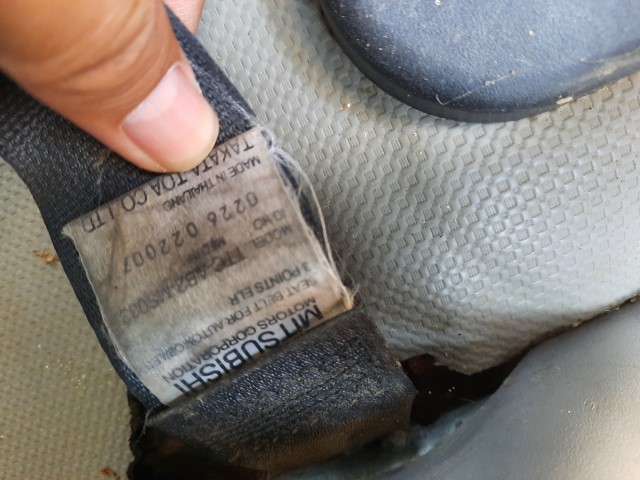 MITSUBISHI
MOTORS CORPORATION
SEAT BELT FOR AUTOMOBILE
3 POINTS ELR
MODEL
ID NO
0226 022007
MADE IN THAILAND
TAKATA-TOA CO., LTD